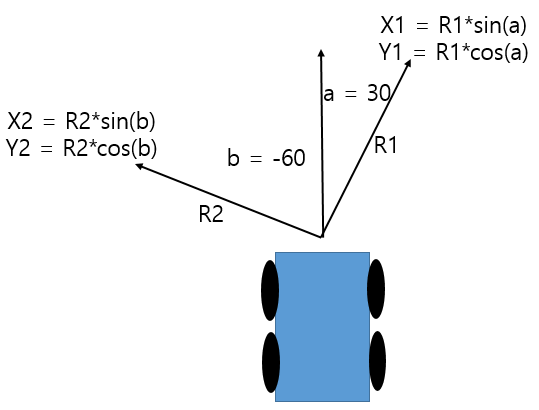 X1 = R1*sin(a)
Y1 = R1*cos(a)
a = 30
X2 = R2*sin(b)
Y2 = R2*cos(b)
b = -60
R1
R2